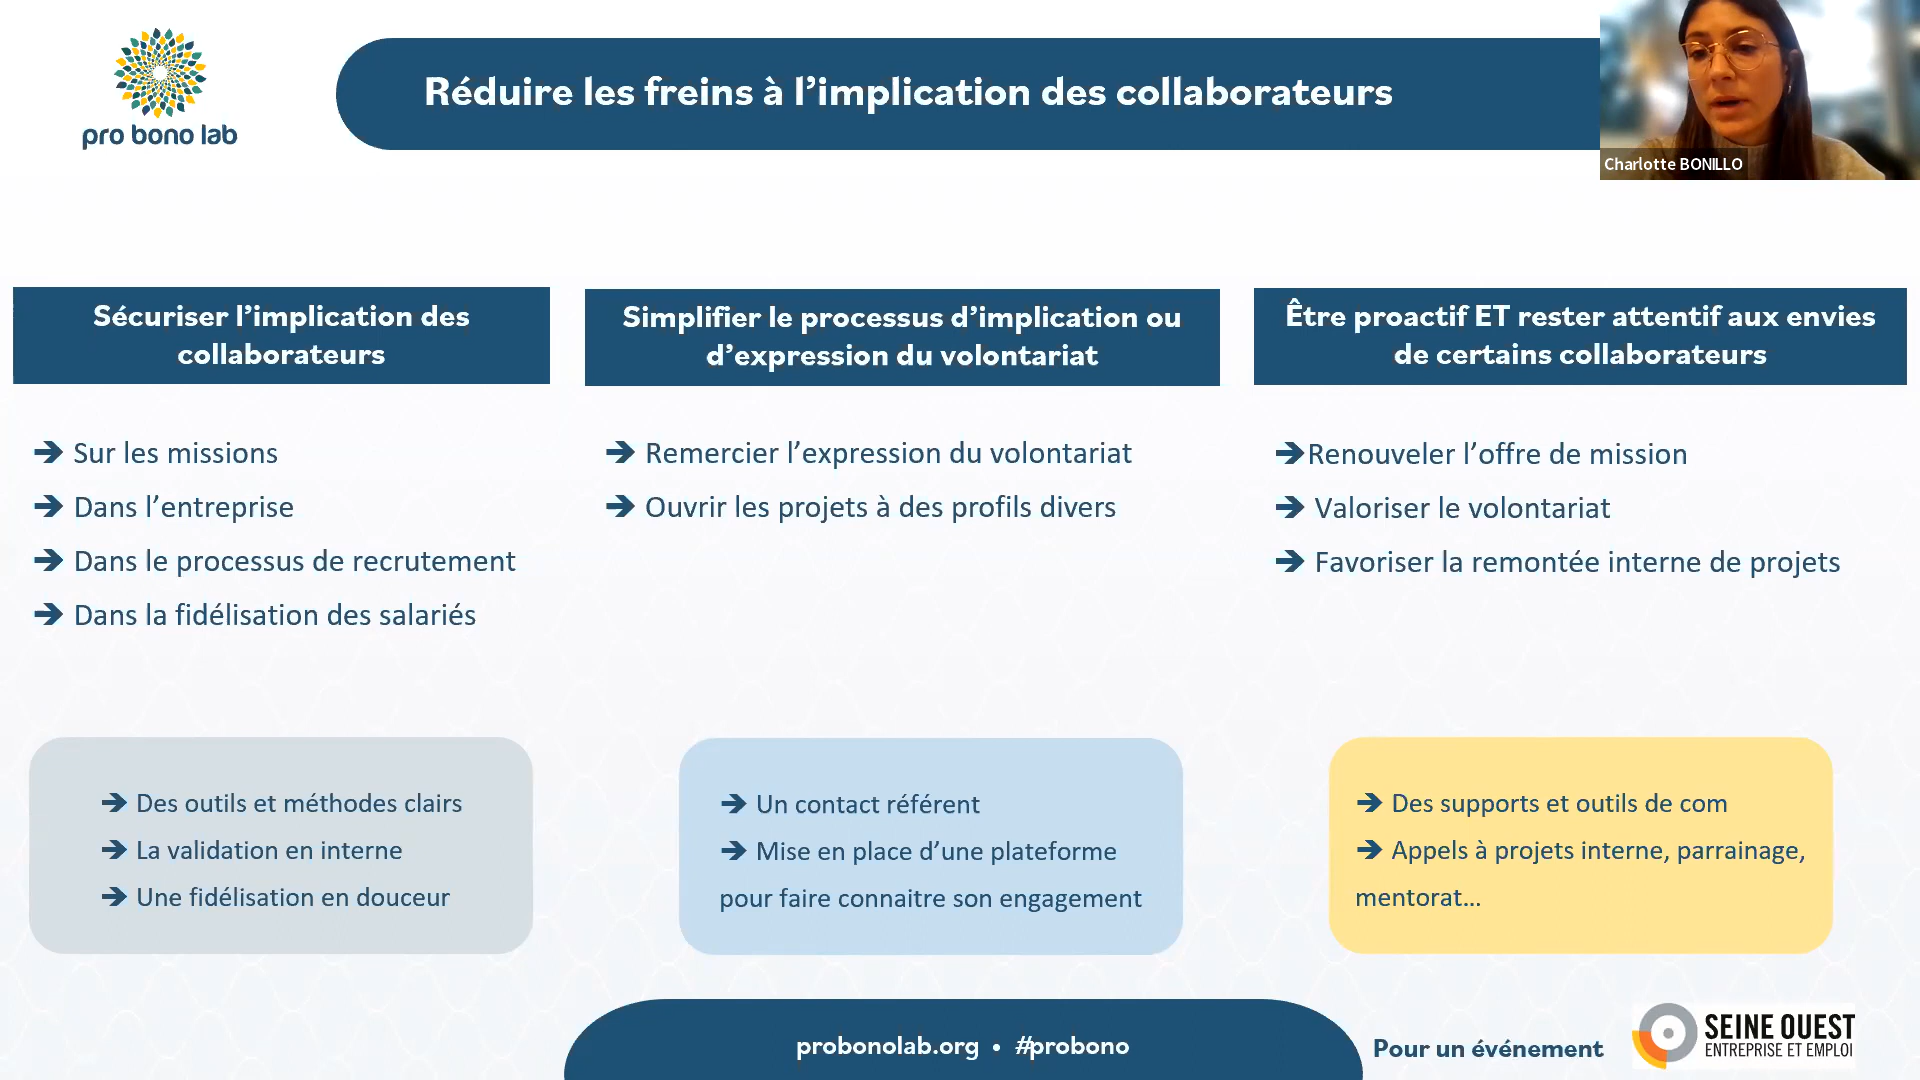 pro bono lab
Réduire les freins à l’implication des collaborateurs
Charlotte BONILLO
Sécuriser l’implication des
collaborateurs
➔ Sur les missions
➔ Dans l’entreprise
➔ Dans le processus de recrutement
➔ Dans la fidélisation des salariés
➔ Des outils et méthodes clairs
➔ La validation en interne
➔ Une fidélisation en douceur
Simplifier le processus d’implication ou
d’expression du volontariat
➔ Remercier l’expression du volontariat
➔ Ouvrir les projets à des profils divers
➔ Un contact référent
➔ Mise en place d’une plateforme
pour faire connaitre son engagement
Être proactif ET rester attentif aux envies
de certains collaborateurs
➔Renouveler l’offre de mission
➔ Valoriser le volontariat
➔ Favoriser la remontée interne de projets
➔ Des supports et outils de com
➔ Appels à projets interne, parrainage,
mentorat...
probonolab.org • #probono
Pour un événement
SEINE OUEST
ENTREPRISE ET EMPLOI